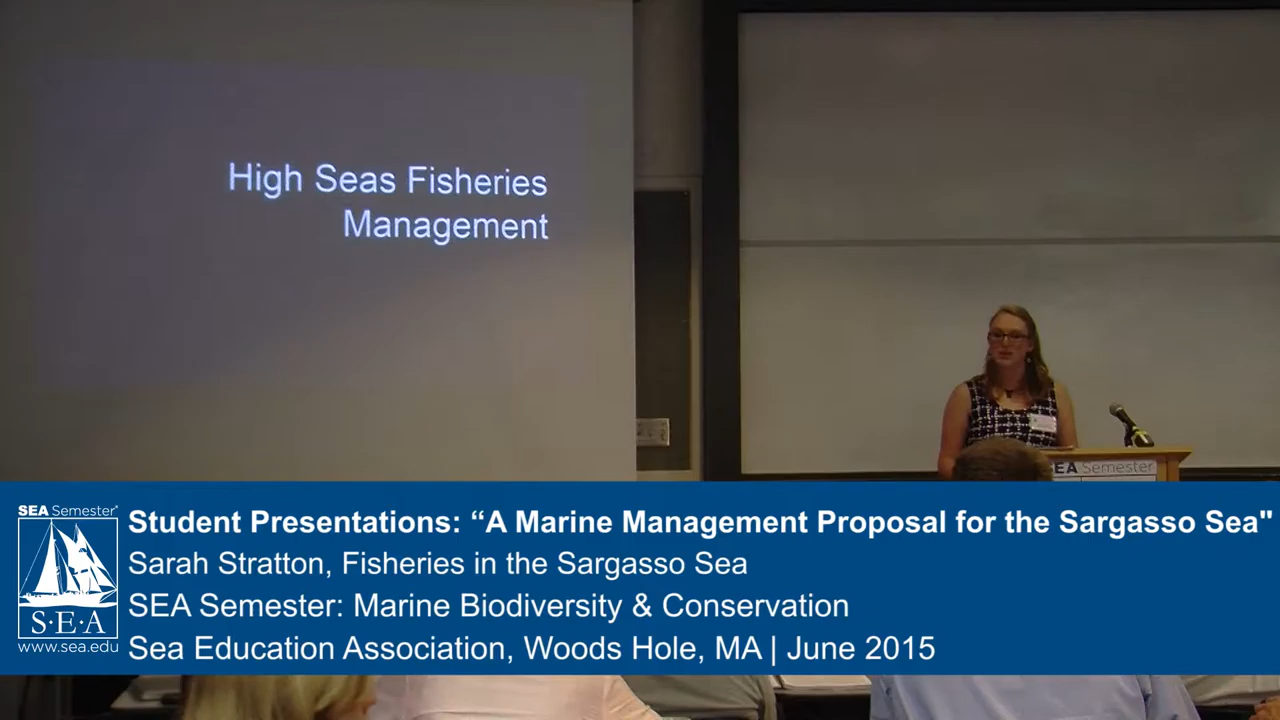 High Seas Fisheries
Management
EA Semester
SEA Semester®
S·E·A
www.sea.edu
Student Presentations: “A Marine Management Proposal for the Sargasso Sea"
Sarah Stratton, Fisheries in the Sargasso Sea
SEA Semester: Marine Biodiversity & Conservation
Sea Education Association, Woods Hole, MA | June 2015